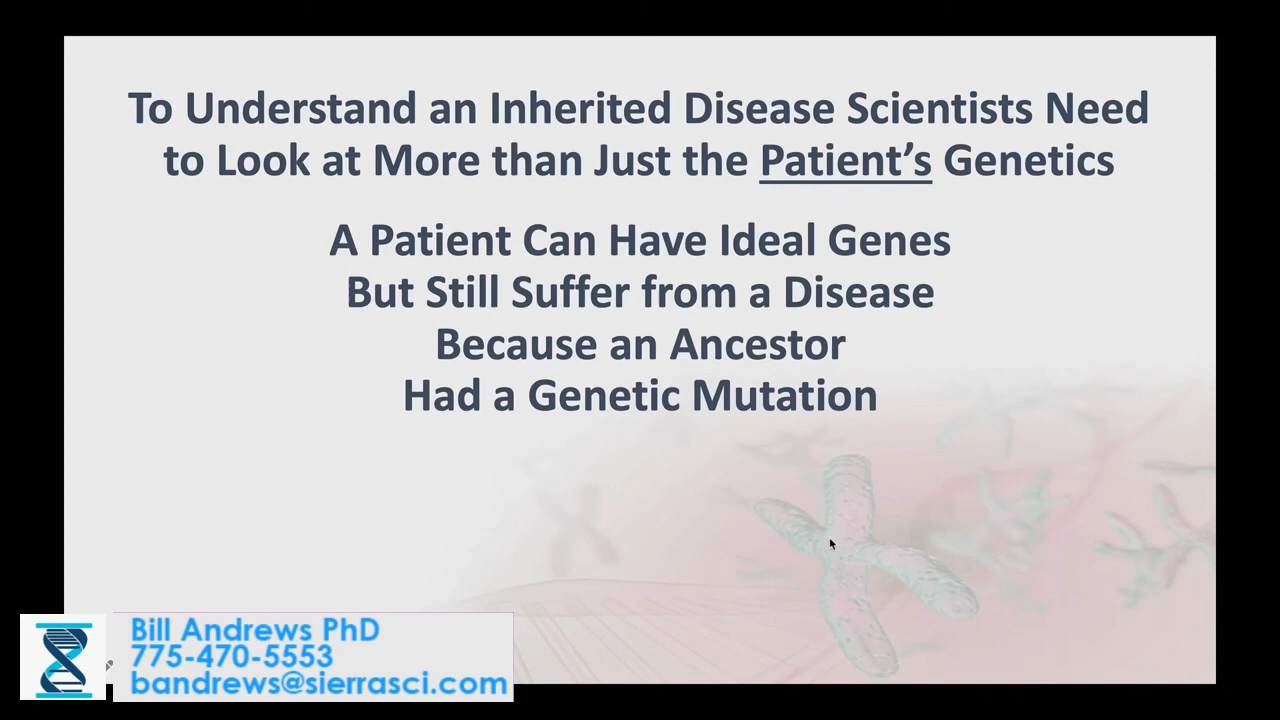 To Understand an Inherited Disease Scientists Need
to Look at More than Just the Patient's Genetics
A Patient Can Have Ideal Genes
But Still Suffer from a Disease
Because an Ancestor
Had a Genetic Mutation
Bill Andrews PhD
775-470-5553
bandrews@sierrasci.com